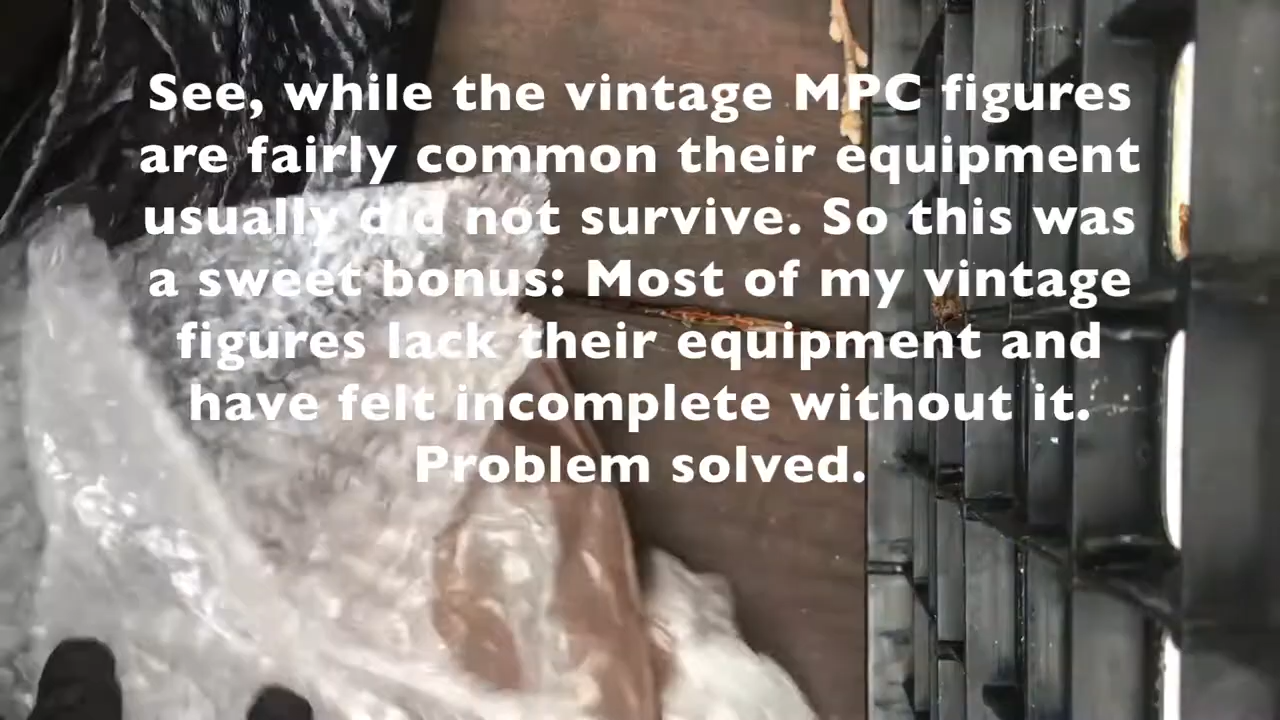 See, while the vintage MPC figures
are fairly common their equipment
usually did not survive. So this was
a sweet bonus: Most of my vintage
figures lack their equipment and
have felt incomplete without it.
Problem solved.